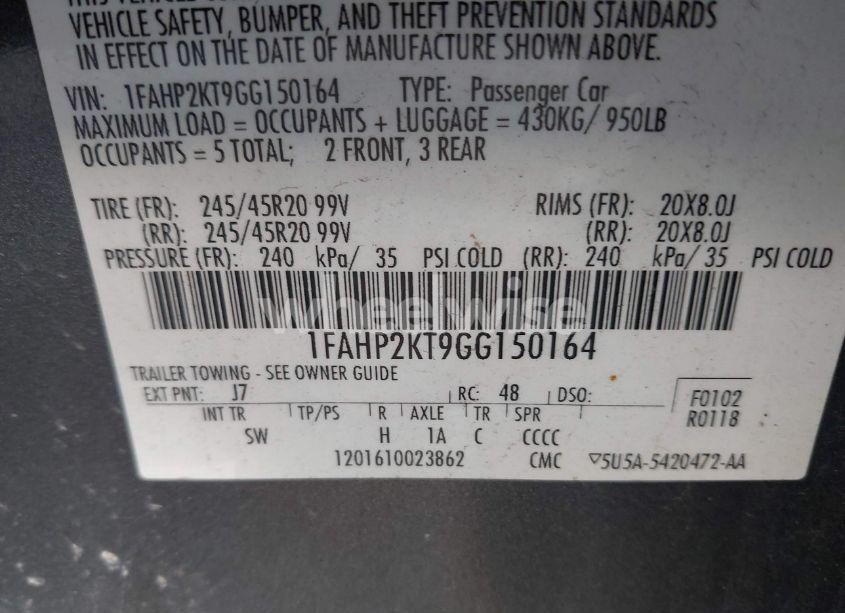 VEHICLE SAFETY, BUMPER, AND THEFT PREVENTION STANDARDS
IN EFFECT ON THE DATE OF MANUFACTURE SHOWN ABOVE.
VIN: 1FAHP2KT9GG150164 TYPE: Passenger Car
MAXIMUM LOAD = OCCUPANTS + LUGGAGE = 430KG/ 950LB
OCCUPANTS = 5 TOTAL; 2 FRONT, 3 REAR
TIRE (FR): 245/45R20 99V RIMS (FR): 20X8.0J
(RR): 245/45R20 99V (RR): 20X8.0J
PRESSURE (FR): 240 kPa/ 35 PSI COLD (RR): 240 kPa/ 35 PSI COLD
wheelwise
1FAHP2KT9GG150164
TRAILER TOWING - SEE OWNER GUIDE
EXT PNT: J7 RC: 48 DSO:
F0102
R0118
INT TR TP/PS R AXLE TR SPR
SW H 1A C CCCC
1201610023862 CMC ▽5U5A-5420472-AA